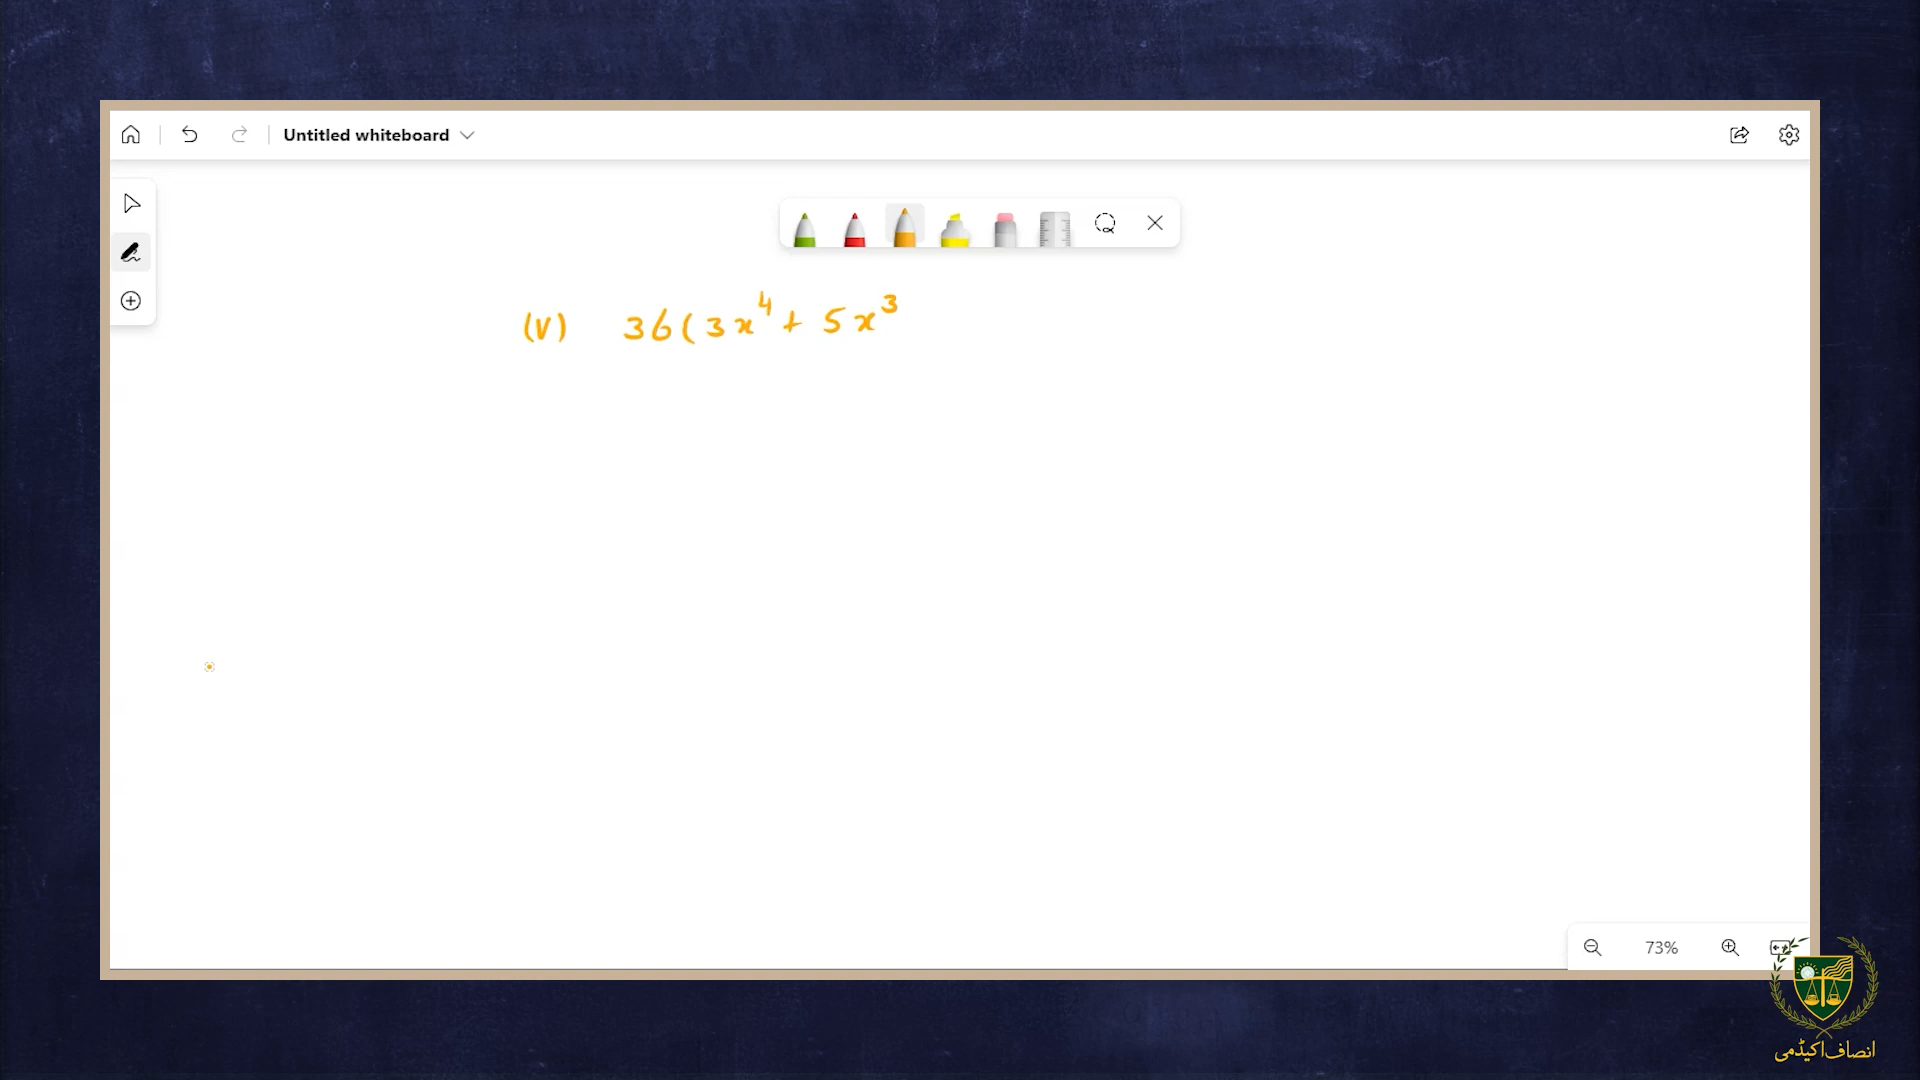 Untitled whiteboard
(V) 36(3x⁴+ 5x³
73%
انصاف اکیڈمی